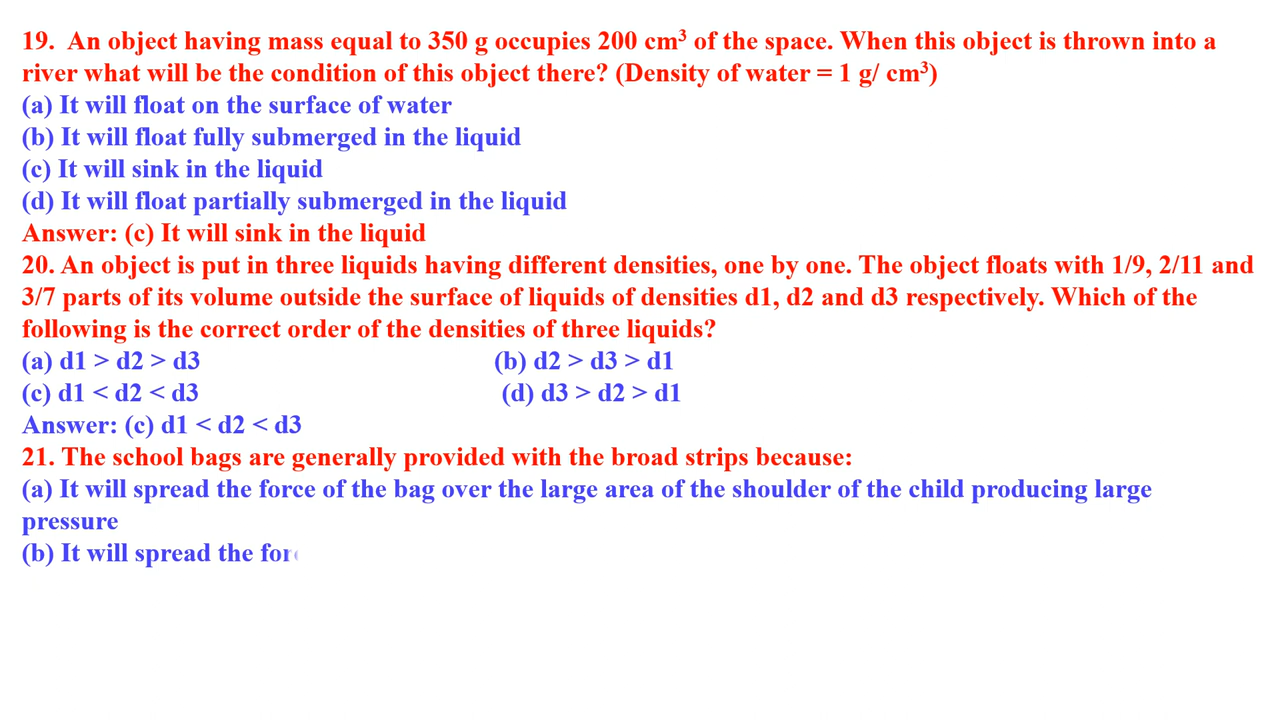 19. An object having mass equal to 350 g occupies 200 cm³ of the space. When this object is thrown into a
river what will be the condition of this object there? (Density of water = 1 g/ cm³)
(a) It will float on the surface of water
(b) It will float fully submerged in the liquid
(c) It will sink in the liquid
(d) It will float partially submerged in the liquid
Answer: (c) It will sink in the liquid
20. An object is put in three liquids having different densities, one by one. The object floats with 1/9, 2/11 and
3/7 parts of its volume outside the surface of liquids of densities d1, d2 and d3 respectively. Which of the
following is the correct order of the densities of three liquids?
(a) d1 > d2 > d3 (b) d2 > d3 > d1
(c) d1 < d2 < d3 (d) d3 > d2 > d1
Answer: (c) d1 < d2 < d3
21. The school bags are generally provided with the broad strips because:
(a) It will spread the force of the bag over the large area of the shoulder of the child producing large
pressure
(b) It will spread the